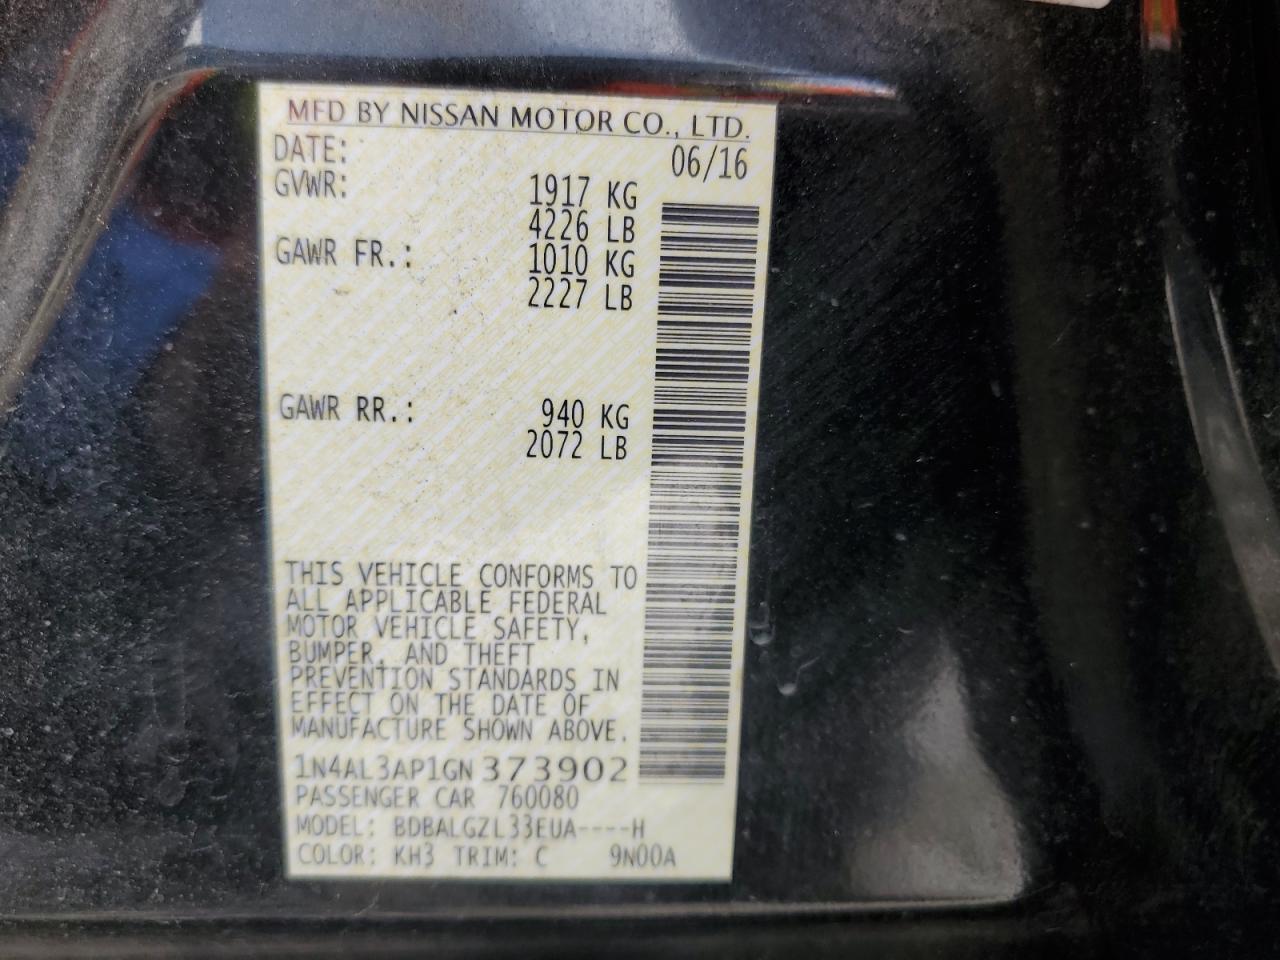 MFD BY NISSAN MOTOR CO., LTD.
DATE: 06/16
GVWR: 1917 KG
4226 LB
GAWR FR.: 1010 KG
2227 LB
GAWR RR.: 940 KG
2072 LB
THIS VEHICLE CONFORMS TO
ALL APPLICABLE FEDERAL
MOTOR VEHICLE SAFETY,
BUMPER, AND THEFT
PREVENTION STANDARDS IN
EFFECT ON THE DATE OF
MANUFACTURE SHOWN ABOVE.
1N4AL3AP1GN373902
PASSENGER CAR 760080
MODEL: BDBALGZL33EUA----H
COLOR: KH3 TRIM: C 9N00A